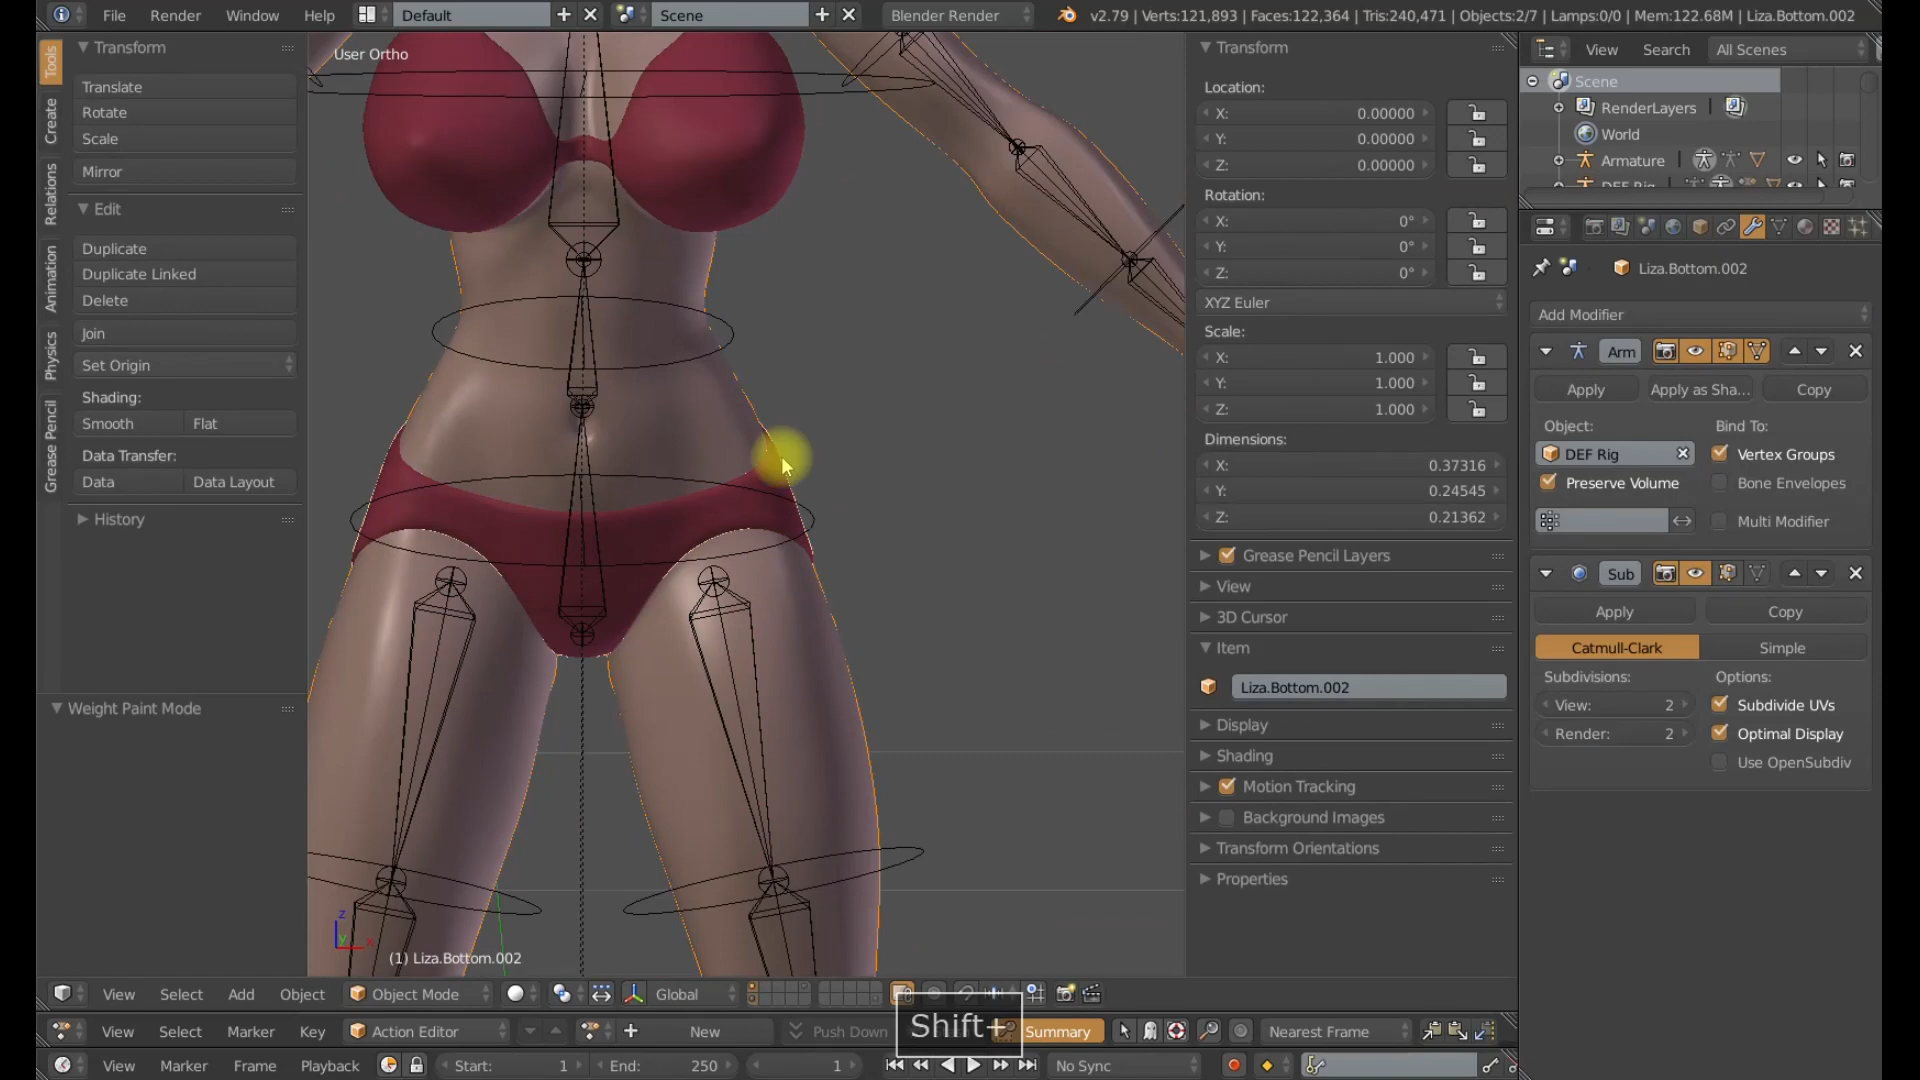 File Render Window Help Default Scene Blender Render v2.79 | Verts:121,893 | Faces:122,364 | Tris:240,471 | Objects:2/7 | Lamps:0/0 | Mem:122.68M | Liza.Bottom.002
Tools
Create
Relations
Animation
Physics
Grease Pencil
Transform
Translate
Rotate
Scale
Mirror
Edit
Duplicate
Duplicate Linked
Delete
Join
Set Origin
Shading:
Smooth Flat
Data Transfer:
Data Data Layout
History
Weight Paint Mode
User Ortho
z
y
x
(1) Liza.Bottom.002
Transform
Location:
X: 0.00000
Y: 0.00000
Z: 0.00000
Rotation:
X: 0°
Y: 0°
Z: 0°
XYZ Euler
Scale:
X: 1.000
Y: 1.000
Z: 1.000
Dimensions:
X: 0.37316
Y: 0.24545
Z: 0.21362
Grease Pencil Layers
View
3D Cursor
Item
Liza.Bottom.002
Display
Shading
Motion Tracking
Background Images
Transform Orientations
Properties
View Search All Scenes
Scene
RenderLayers
World
Armature
DEF Rig
Liza.Bottom.002
Add Modifier
Arm
Apply Apply as Sha... Copy
Object: Bind To:
DEF Rig Vertex Groups
Preserve Volume Bone Envelopes
Multi Modifier
Sub
Apply Copy
Catmull-Clark Simple
Subdivisions: Options:
View: 2 Subdivide UVs
Render: 2 Optimal Display
Use OpenSubdiv
View Select Add Object Object Mode Global
Shift+
View Select Marker Key Action Editor New Push Down Summary Nearest Frame
View Marker Frame Playback Start: 1 End: 250 1 No Sync